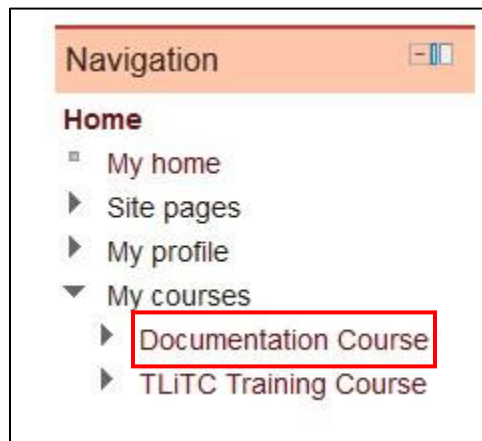 Navigation
Home
My home
Site pages
My profile
My courses
Documentation Course
TLiTC Training Course